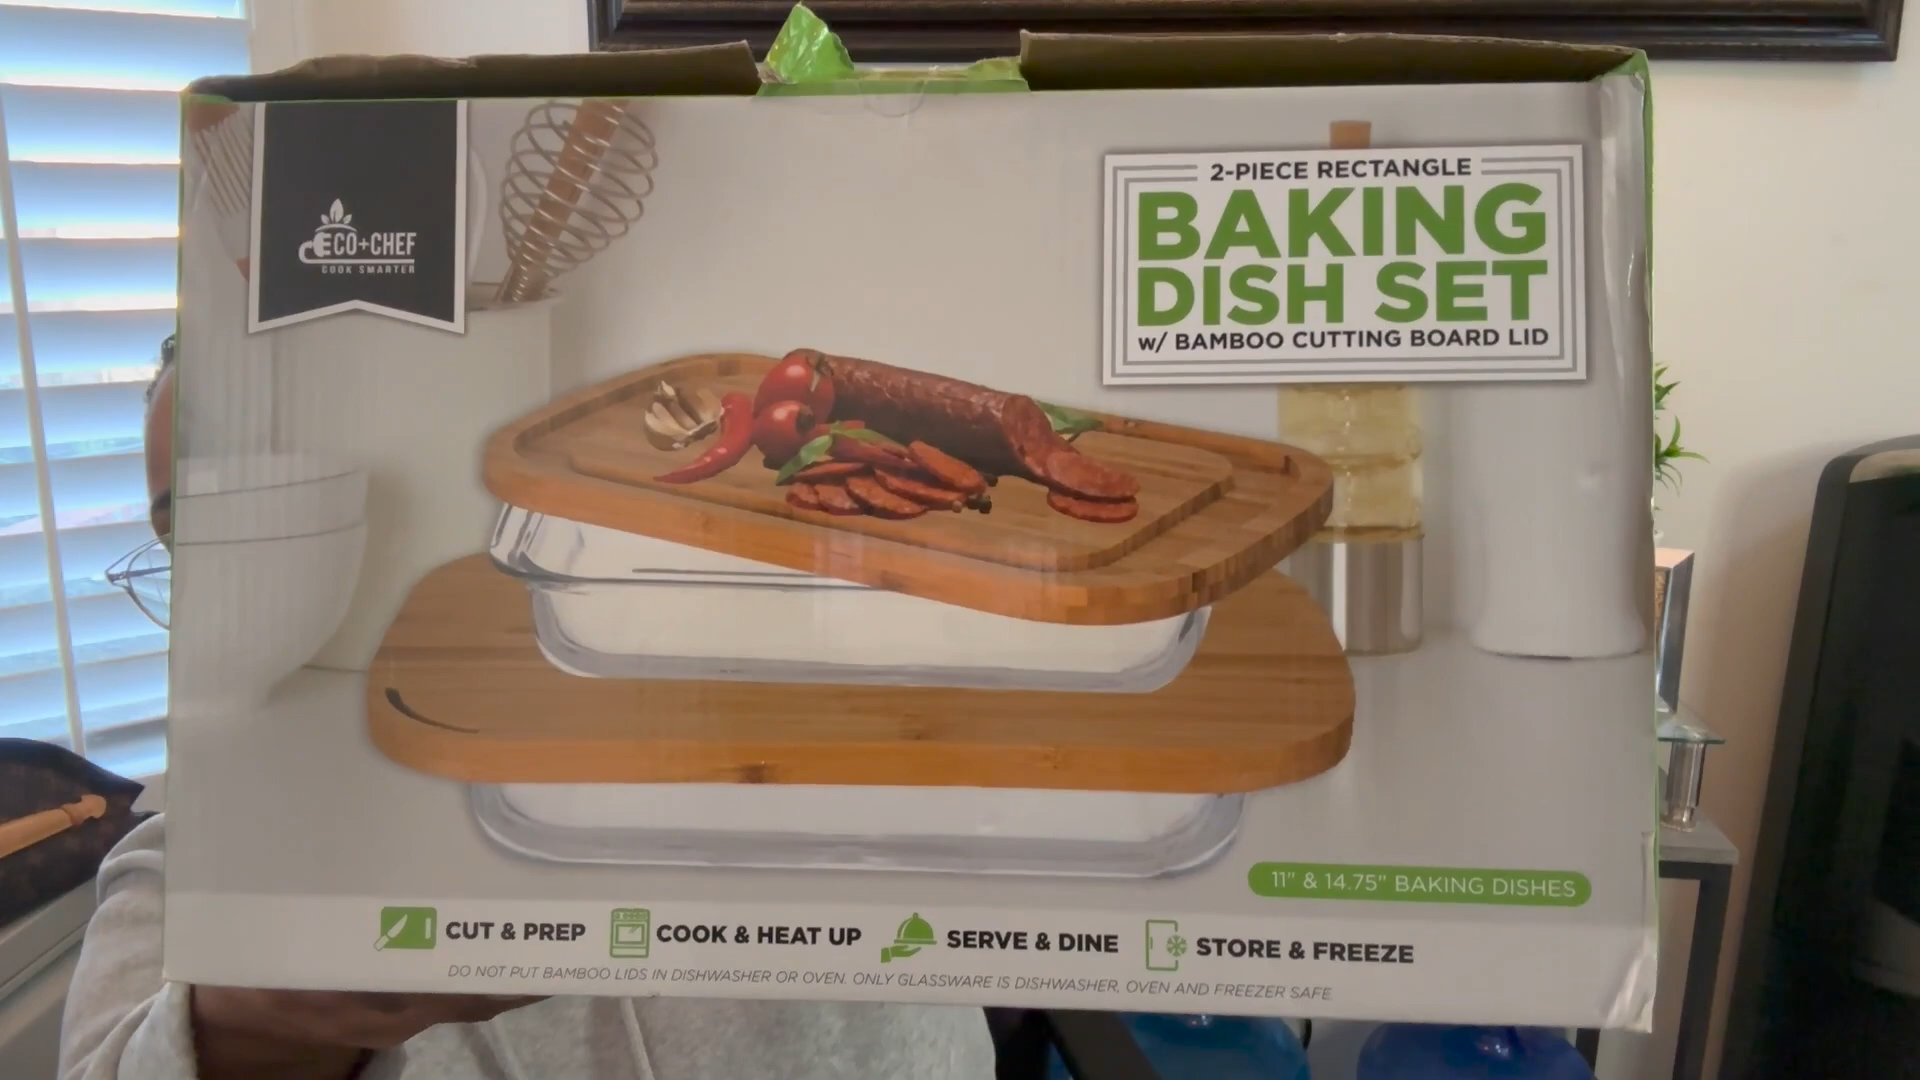 ECO+CHEF
COOK SMARTER
2-PIECE RECTANGLE
BAKING
DISH SET
w/ BAMBOO CUTTING BOARD LID
11" & 14.75" BAKING DISHES
CUT & PREP
COOK & HEAT UP
SERVE & DINE
STORE & FREEZE
DO NOT PUT BAMBOO LIDS IN DISHWASHER OR OVEN. ONLY GLASSWARE IS DISHWASHER, OVEN AND FREEZER SAFE